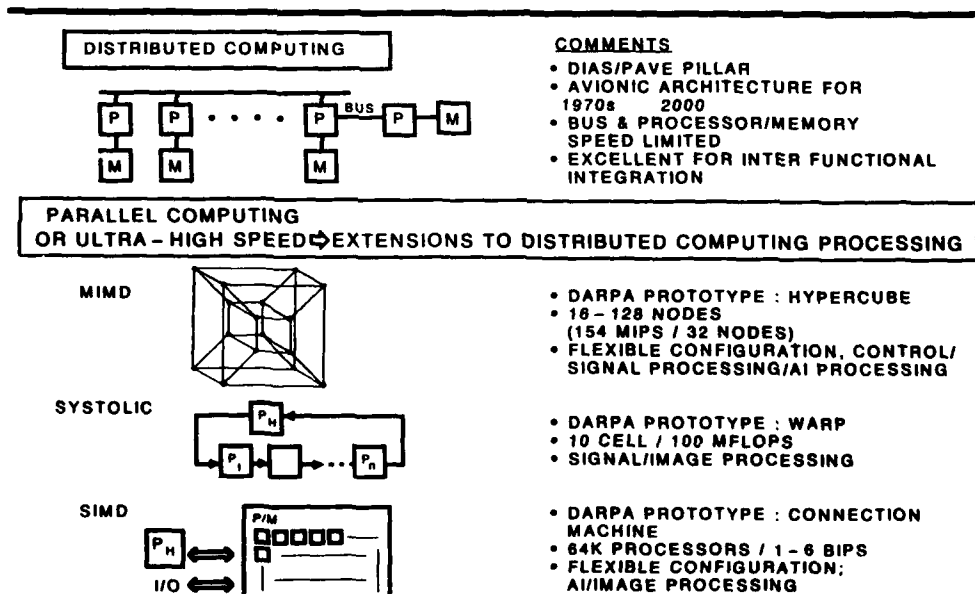 DISTRIBUTED COMPUTING
BUS
P
P
• • • •
P
P
M
M
M
M
COMMENTS
• DIAS/PAVE PILLAR
• AVIONIC ARCHITECTURE FOR
1970s 2000
• BUS & PROCESSOR/MEMORY
SPEED LIMITED
• EXCELLENT FOR INTER FUNCTIONAL
INTEGRATION
PARALLEL COMPUTING
OR ULTRA-HIGH SPEED⇨EXTENSIONS TO DISTRIBUTED COMPUTING PROCESSING
MIMD
• DARPA PROTOTYPE : HYPERCUBE
• 16-128 NODES
(154 MIPS / 32 NODES)
• FLEXIBLE CONFIGURATION, CONTROL/
SIGNAL PROCESSING/AI PROCESSING
SYSTOLIC
PH
P1
Pn
• DARPA PROTOTYPE : WARP
• 10 CELL / 100 MFLOPS
• SIGNAL/IMAGE PROCESSING
SIMD
P/M
PH
I/O
• DARPA PROTOTYPE : CONNECTION
MACHINE
• 64K PROCESSORS / 1-6 BIPS
• FLEXIBLE CONFIGURATION;
AI/IMAGE PROCESSING